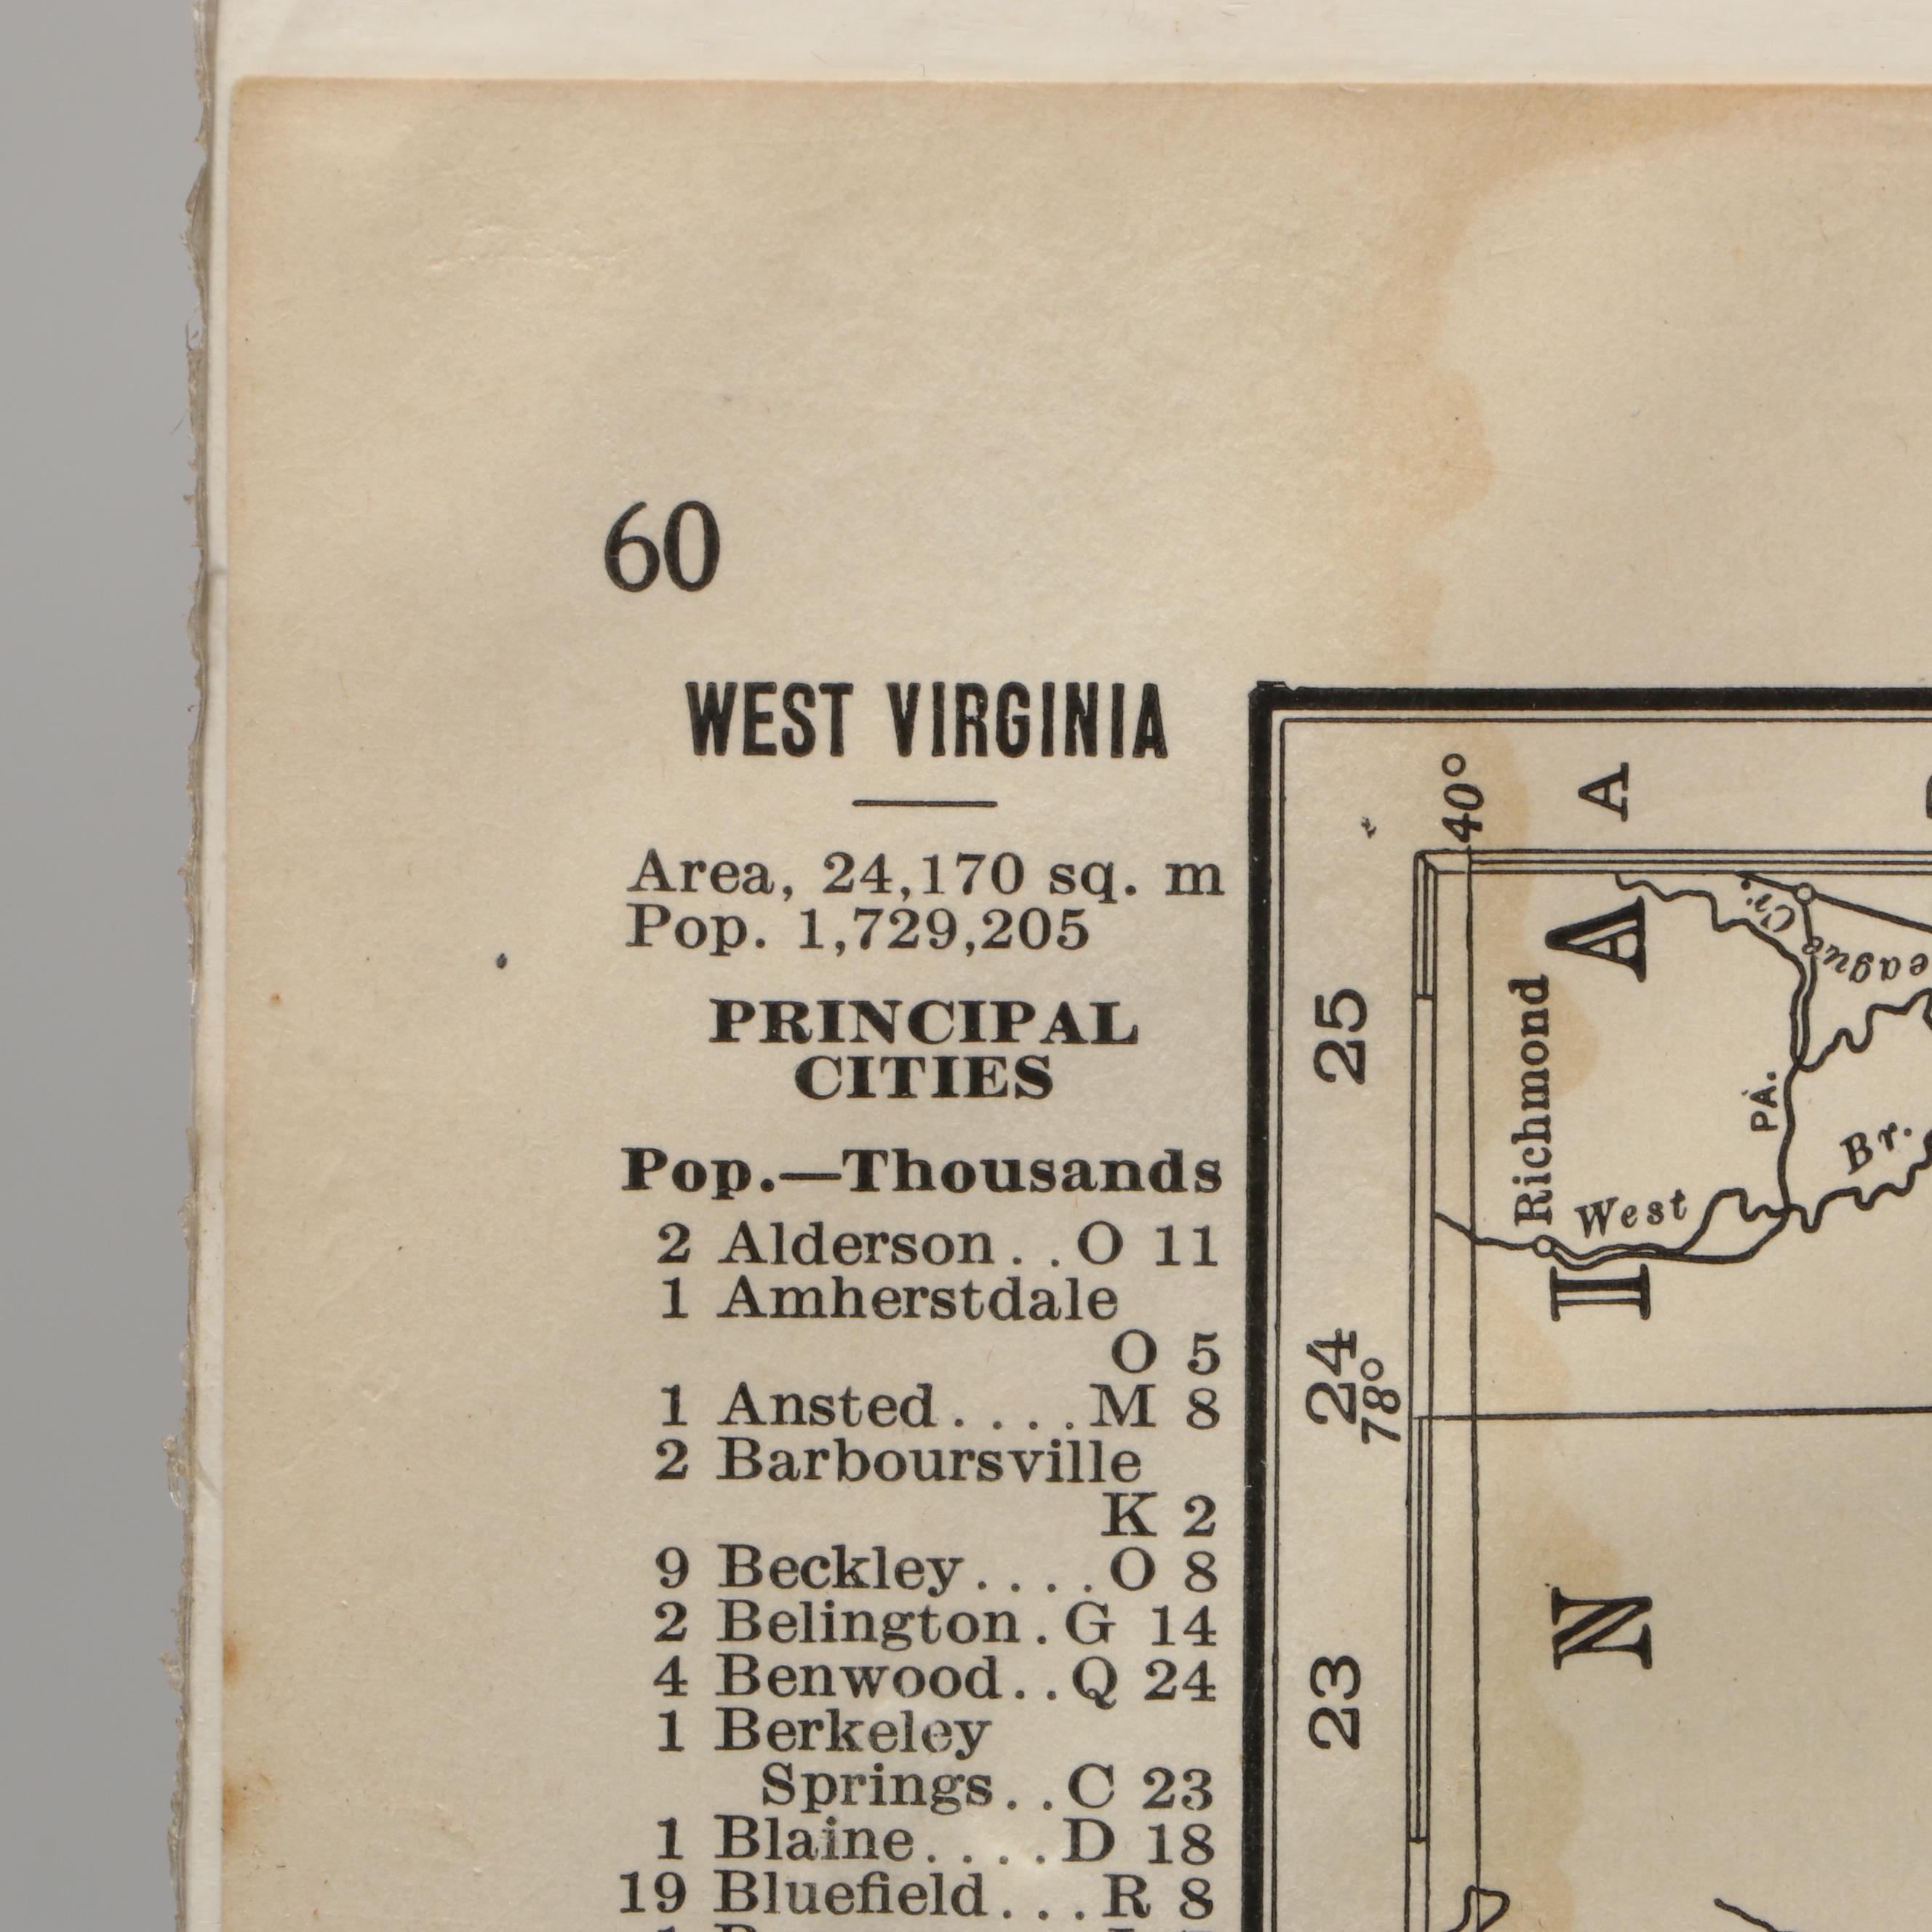 60
WEST VIRGINIA
Area, 24,170 sq. m
Pop. 1,729,205
PRINCIPAL
CITIES
Pop.—Thousands
2 Alderson..O 11
1 Amherstdale
O 5
1 Ansted....M 8
2 Barboursville
K 2
9 Beckley....O 8
2 Belington.G 14
4 Benwood..Q 24
1 Berkeley
Springs..C 23
1 Blaine....D 18
19 Bluefield...R 8
40°
A
25
24
78°
23
A
I
N
Richmond
West
PA.
Br.
Cr.